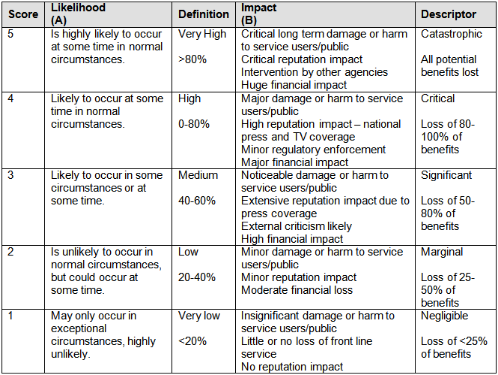 Score
Likelihood
(A)
Definition
Impact
(B)
Descriptor
5
Is highly likely to occur
at some time in normal
circumstances.
Very High
>80%
Critical long term damage or harm
to service users/public
Critical reputation impact
Intervention by other agencies
Huge financial impact
Catastrophic
All potential
benefits lost
4
Likely to occur at some
time in normal
circumstances.
High
0-80%
Major damage or harm to service
users/public
High reputation impact – national
press and TV coverage
Minor regulatory enforcement
Major financial impact
Critical
Loss of 80-
100% of
benefits
3
Likely to occur in some
circumstances or at
some time.
Medium
40-60%
Noticeable damage or harm to
service users/public
Extensive reputation impact due to
press coverage
External criticism likely
High financial impact
Significant
Loss of 50-
80% of
benefits
2
Is unlikely to occur in
normal circumstances,
but could occur at
some time.
Low
20-40%
Minor damage or harm to service
users/public
Minor reputation impact
Moderate financial loss
Marginal
Loss of 25-
50% of
benefits
1
May only occur in
exceptional
circumstances, highly
unlikely.
Very low
<20%
Insignificant damage or harm to
service users/public
Little or no loss of front line
service
No reputation impact
Negligible
Loss of <25%
of benefits